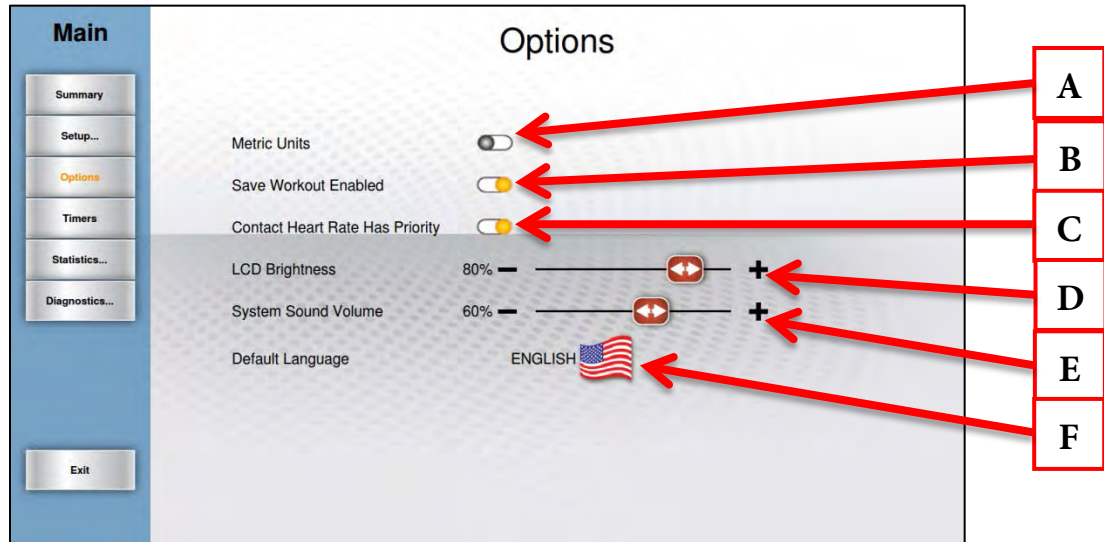 Main
Options
Summary
Setup...
Options
Timers
Statistics...
Diagnostics...
Exit
Metric Units
Save Workout Enabled
Contact Heart Rate Has Priority
LCD Brightness 80%
System Sound Volume 60%
Default Language ENGLISH
A
B
C
D
E
F